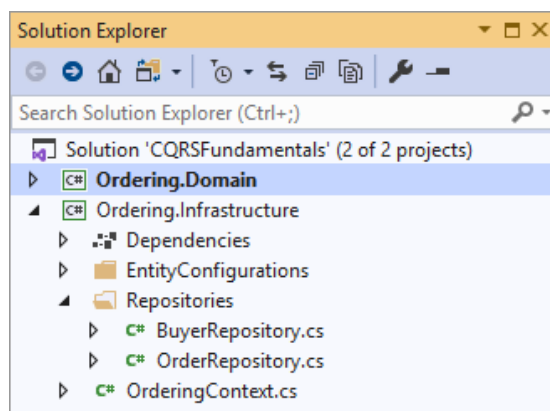 Solution Explorer
Search Solution Explorer (Ctrl+;)
Solution 'CQRSFundamentals' (2 of 2 projects)
C# Ordering.Domain
C# Ordering.Infrastructure
Dependencies
EntityConfigurations
Repositories
C# BuyerRepository.cs
C# OrderRepository.cs
C# OrderingContext.cs